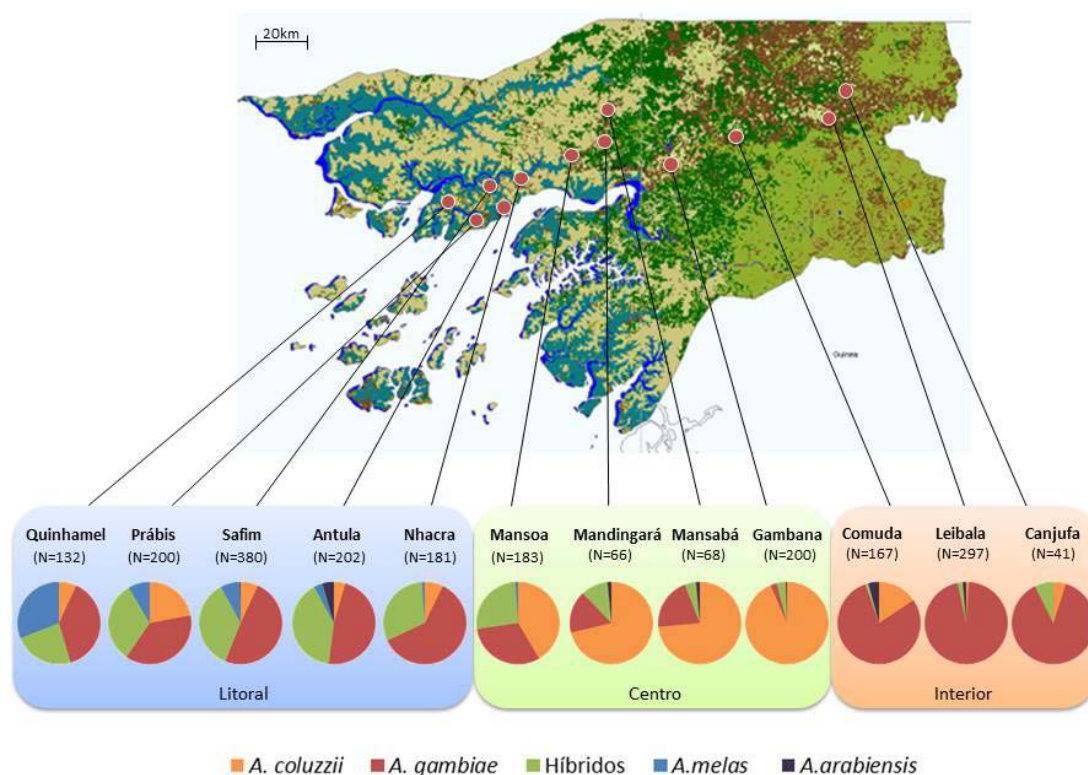 20km
Guinea
Quinhamel Prábis Safim Antula Nhacra Mansoa Mandingará Mansabá Gambana Comuda Leibala Canjufa
(N=132) (N=200) (N=380) (N=202) (N=181) (N=183) (N=66) (N=68) (N=200) (N=167) (N=297) (N=41)
Litoral Centro Interior
A. coluzzii A. gambiae Híbridos A.melas A.arabiensis